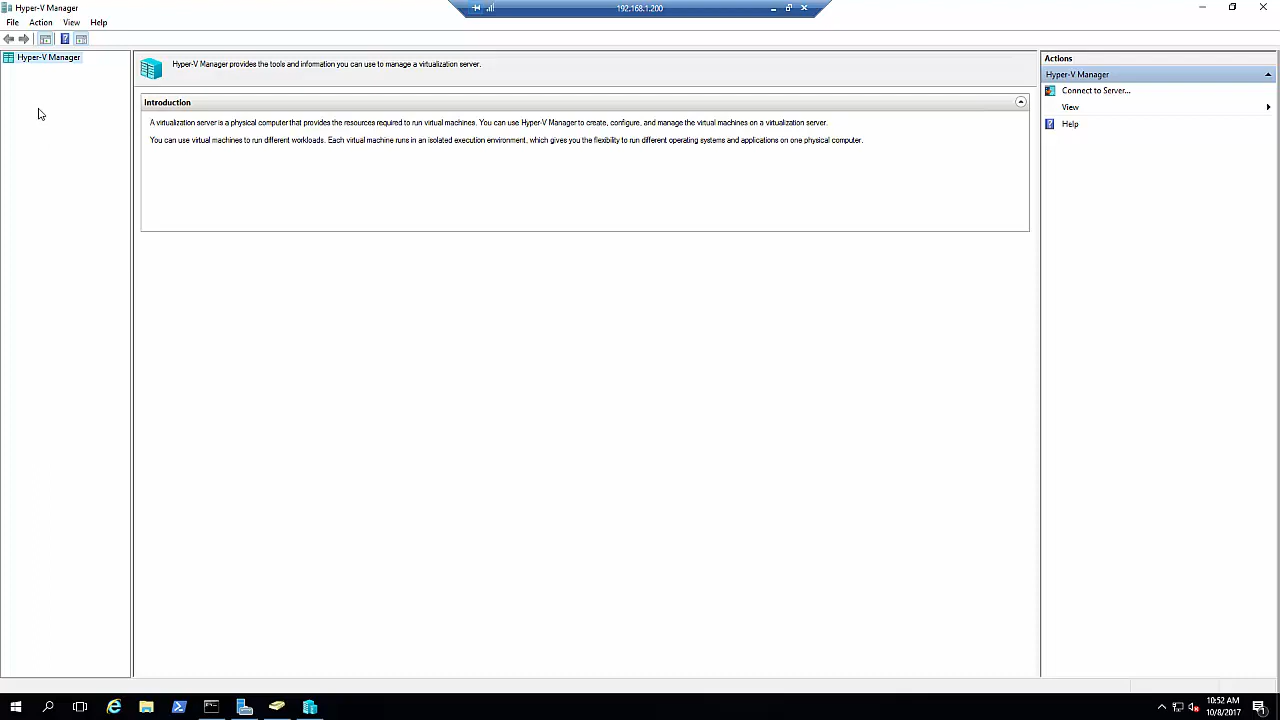 Hyper-V Manager
192.168.1.200
File Action View Help
Hyper-V Manager
Hyper-V Manager provides the tools and information you can use to manage a virtualization server.
Introduction
A virtualization server is a physical computer that provides the resources required to run virtual machines. You can use Hyper-V Manager to create, configure, and manage the virtual machines on a virtualization server.
You can use virtual machines to run different workloads. Each virtual machine runs in an isolated execution environment, which gives you the flexibility to run different operating systems and applications on one physical computer.
Actions
Hyper-V Manager
Connect to Server...
View
Help
10:52 AM
10/8/2017